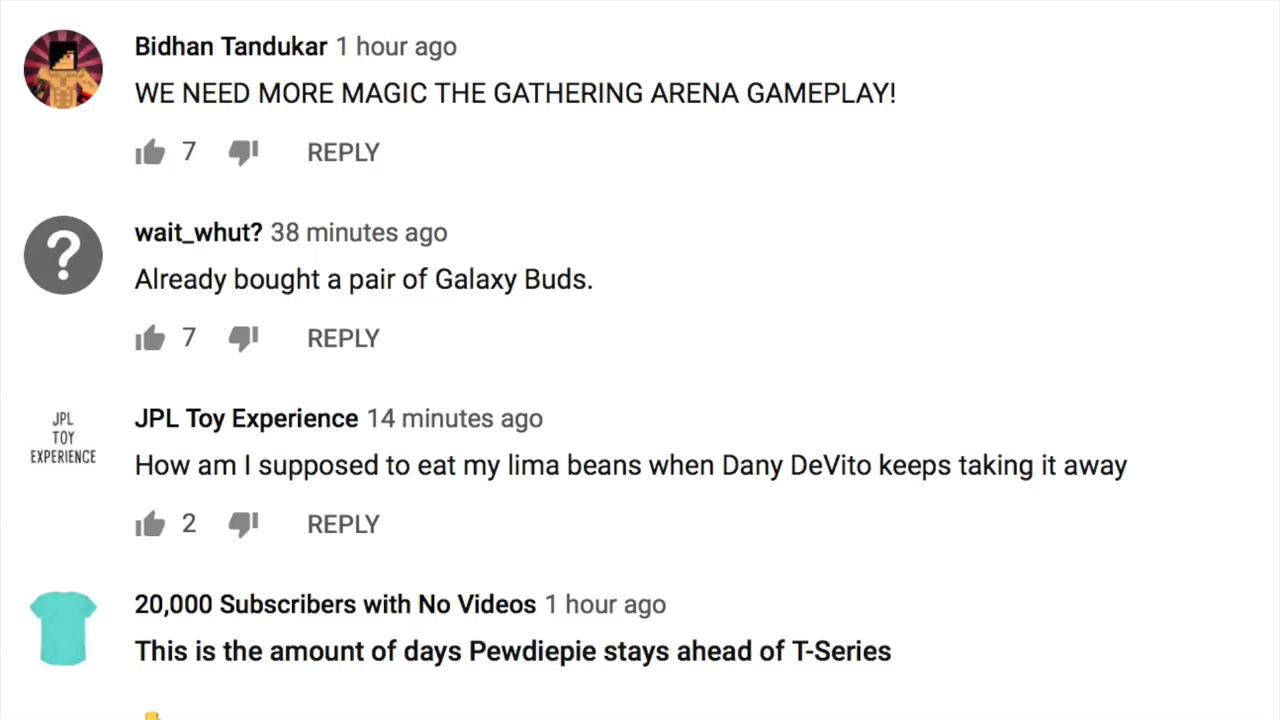 Bidhan Tandukar 1 hour ago
WE NEED MORE MAGIC THE GATHERING ARENA GAMEPLAY!
7 REPLY
?
wait_whut? 38 minutes ago
Already bought a pair of Galaxy Buds.
7 REPLY
JPL
TOY
EXPERIENCE
JPL Toy Experience 14 minutes ago
How am I supposed to eat my lima beans when Dany DeVito keeps taking it away
2 REPLY
20,000 Subscribers with No Videos 1 hour ago
This is the amount of days Pewdiepie stays ahead of T-Series